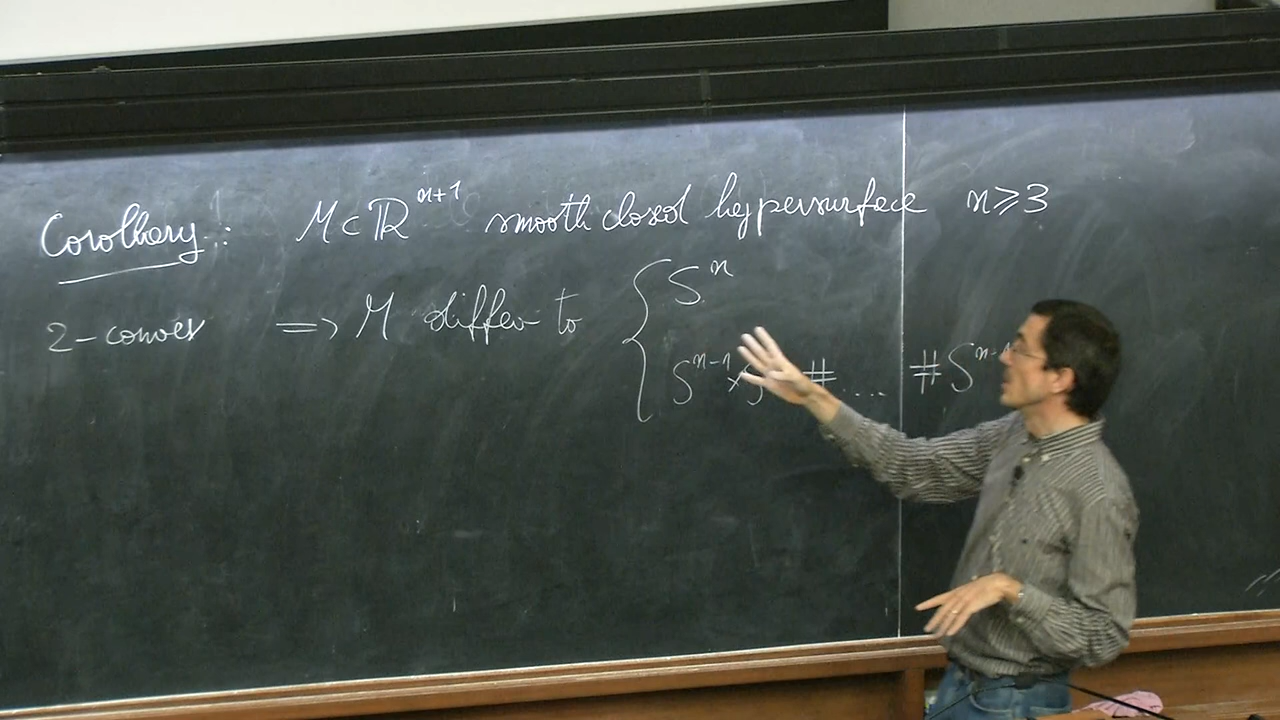 Corollary: M ⊂ ℝ^{n+1} smooth closed hypersurface n ≥ 3
2-convex ⟹ M diffeo to { S^n
S^{n-1} × S # .... # S^{n-1}